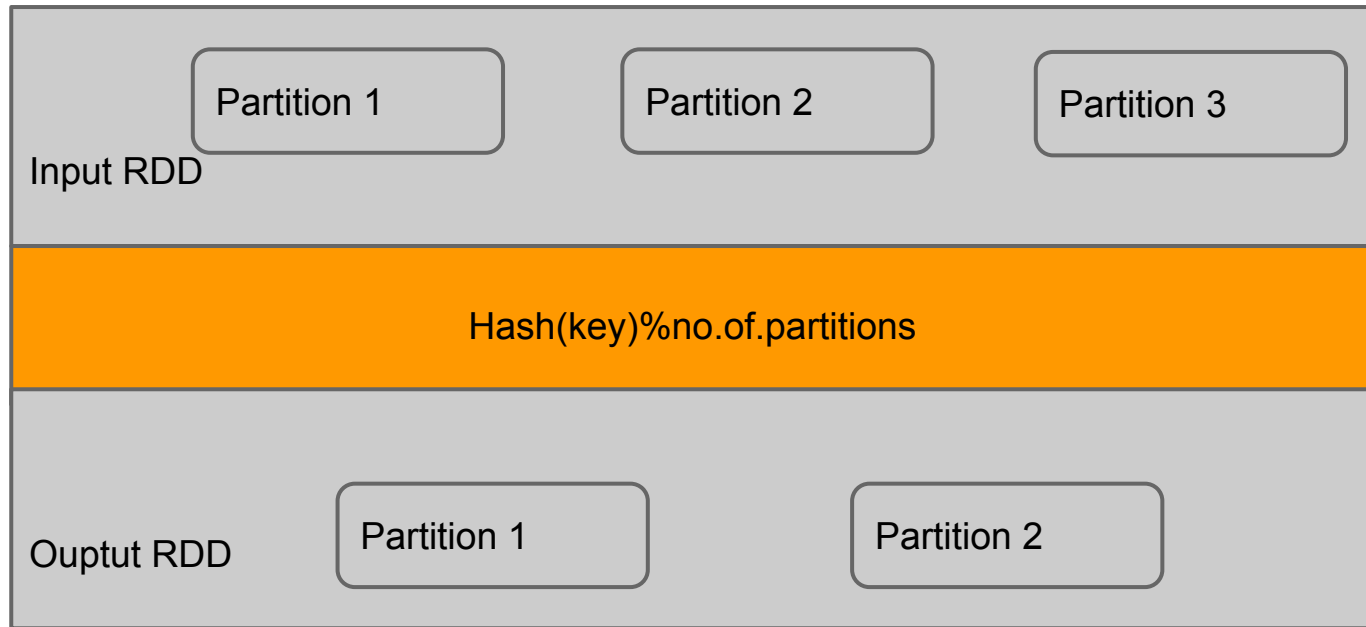 Partition 1
Partition 2
Partition 3
Input RDD
Hash(key)%no.of.partitions
Partition 1
Partition 2
Ouptut RDD